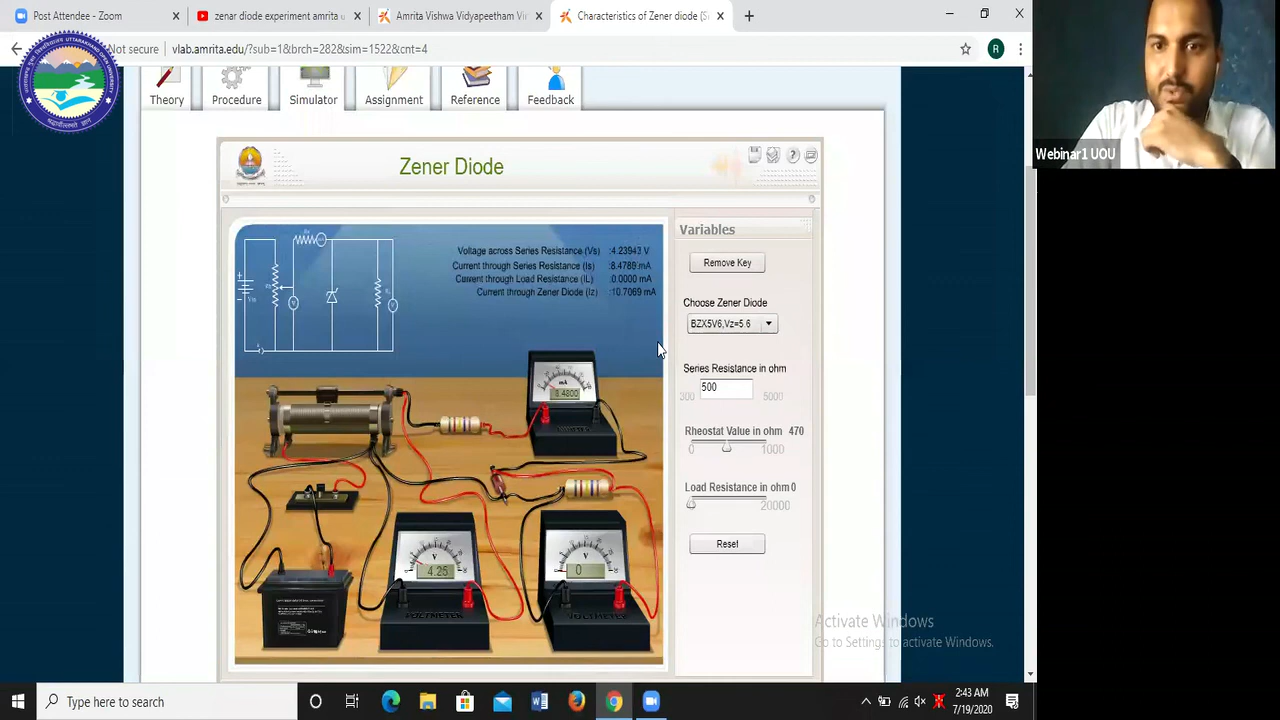 Post Attendee - Zoom
zenar diode experiment amrita u
Amrita Vishwa Vidyapeetham Vir
Characteristics of Zener diode (S
Not secure
vlab.amrita.edu/?sub=1&brch=282&sim=1522&cnt=4
R
Theory
Procedure
Simulator
Assignment
Reference
Feedback
Webinar1 UOU
Zener Diode
Voltage across Series Resistance (Vs) :4.23943 V
Current through Series Resistance (Is) :8.4789 mA
Current through Load Resistance (IL) :0.0000 mA
Current through Zener Diode (Iz) :10.7069 mA
Variables
Remove Key
Choose Zener Diode
BZX5V6,Vz=5.6
Series Resistance in ohm
500
300 5000
Rheostat Value in ohm 470
0 1000
Load Resistance in ohm 0
20000
Reset
mA
8.4800
V
4.25
VOLTMETER
V
0
VOLTMETER
Activate Windows
Go to Settings to activate Windows.
Type here to search
2:43 AM
7/19/2020